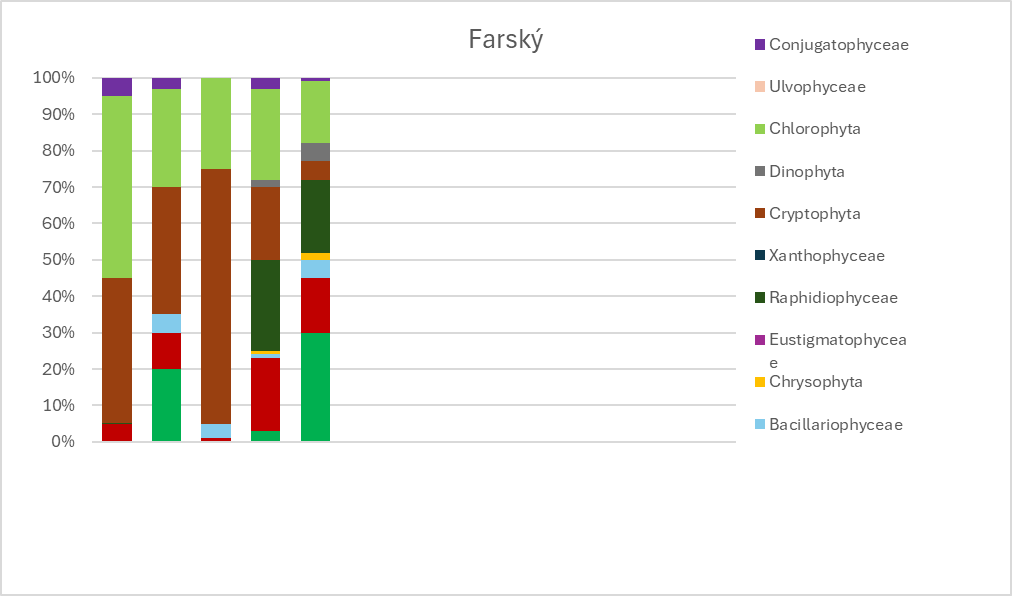 Farský
100%
90%
80%
70%
60%
50%
40%
30%
20%
10%
0%
Conjugatophyceae
Ulvophyceae
Chlorophyta
Dinophyta
Cryptophyta
Xanthophyceae
Raphidiophyceae
Eustigmatophycea
e
Chrysophyta
Bacillariophyceae